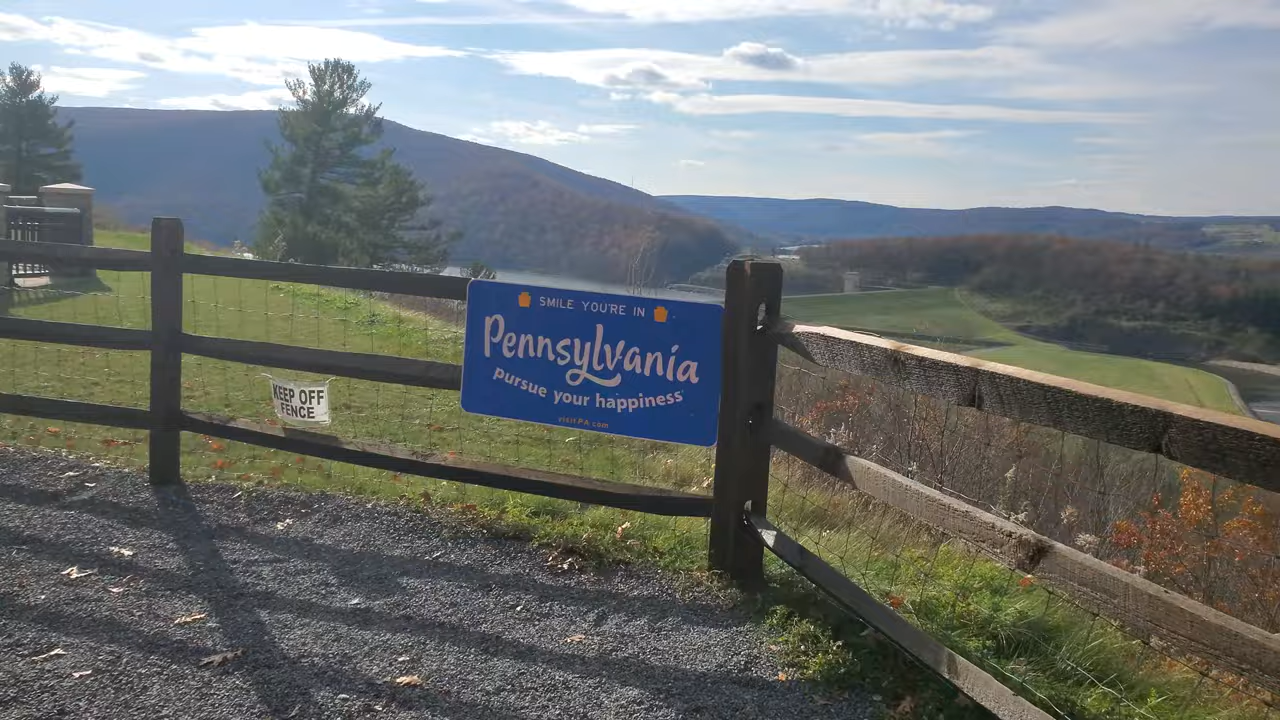 SMILE YOU'RE IN
Pennsylvania
pursue your happiness
visitPA.com
KEEP OFF
FENCE